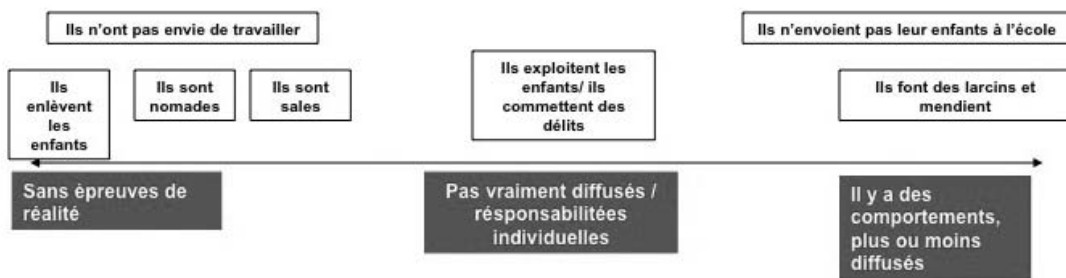 Ils n'ont pas envie de travailler
Ils n'envoient pas leur enfants à l'école
Ils
enlèvent
les
enfants
Ils sont
nomades
Ils sont
sales
Ils exploitent les
enfants/ ils
commettent des
délits
Ils font des larcins et
mendient
Sans épreuves de
réalité
Pas vraiment diffusés /
résponsabilitées
individuelles
Il y a des
comportements,
plus ou moins
diffusés